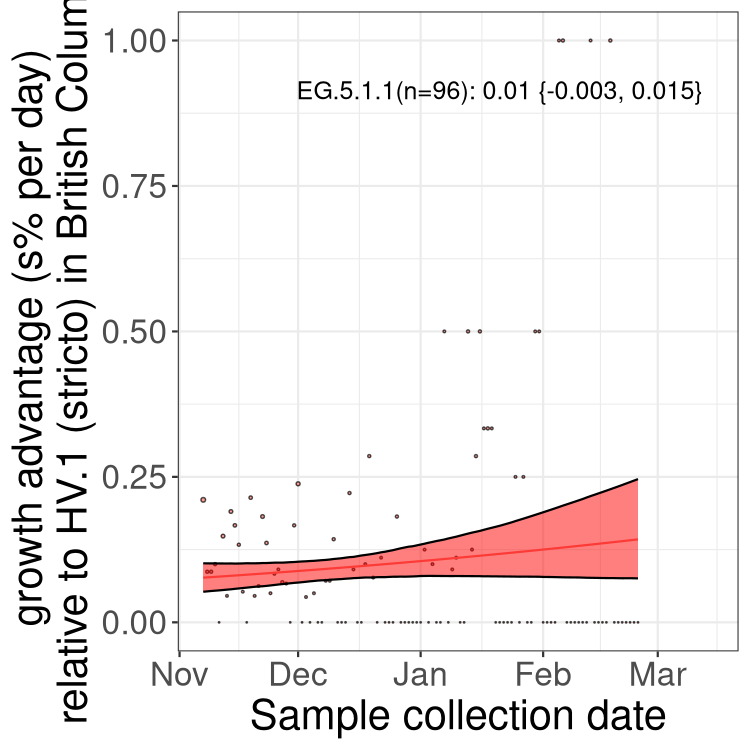 growth advantage (s% per day)
relative to HV.1 (stricto) in British Colum
1.00
0.75
0.50
0.25
0.00
EG.5.1.1(n=96): 0.01 {-0.003, 0.015}
Nov Dec Jan Feb Mar
Sample collection date